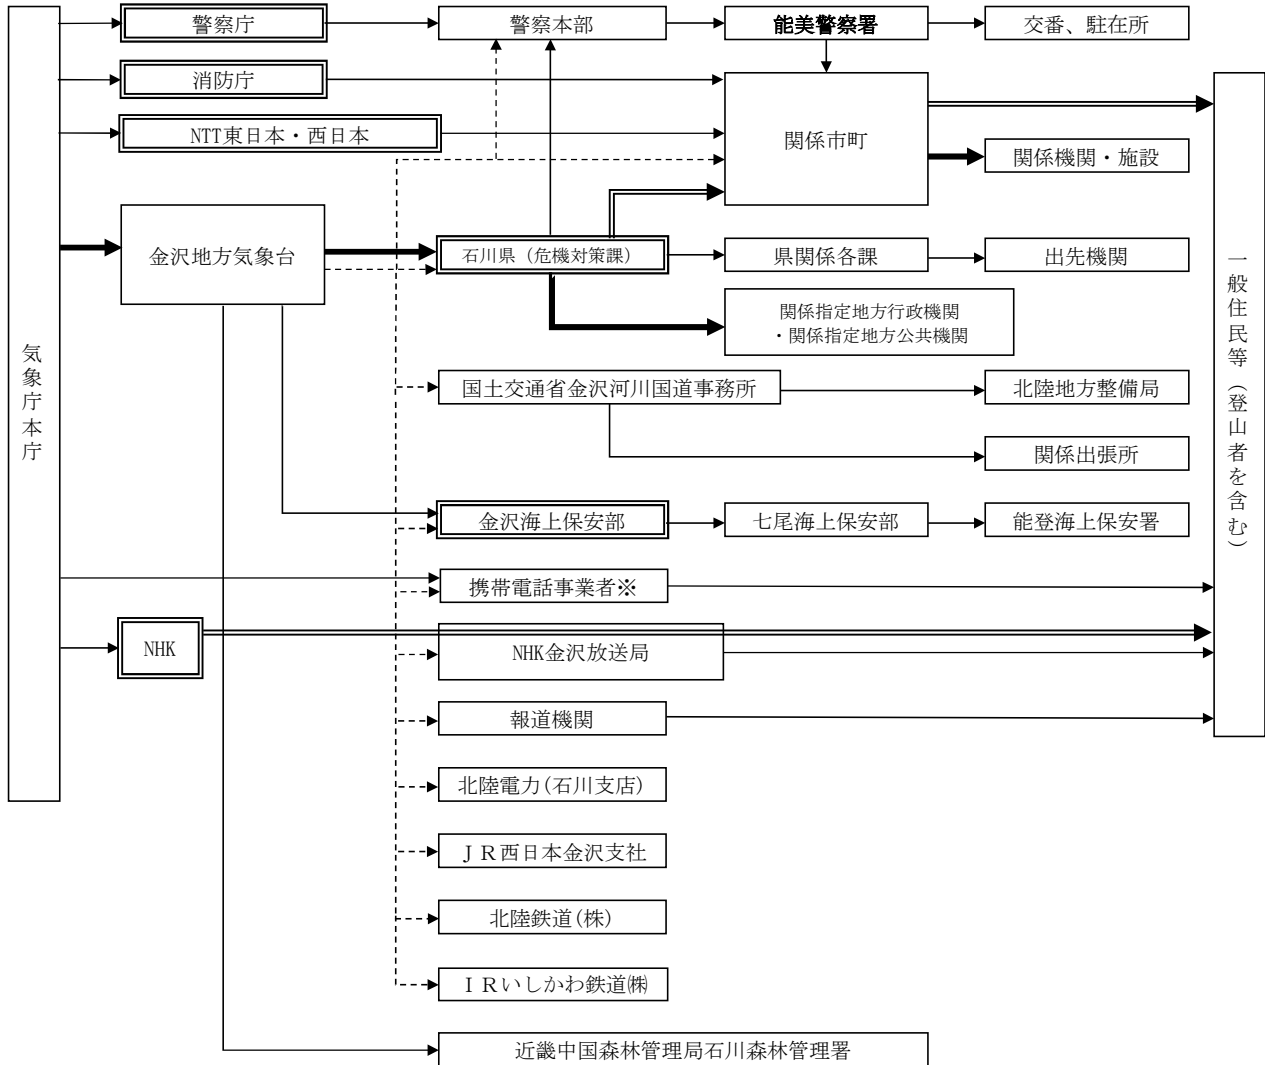 気象庁本庁
警察庁
警察本部
能美警察署
交番、駐在所
消防庁
NTT東日本・西日本
関係市町
関係機関・施設
金沢地方気象台
石川県（危機対策課）
県関係各課
出先機関
関係指定地方行政機関
・関係指定地方公共機関
国土交通省金沢河川国道事務所
北陸地方整備局
関係出張所
金沢海上保安部
七尾海上保安部
能登海上保安署
携帯電話事業者※
NHK
NHK金沢放送局
報道機関
北陸電力(石川支店)
ＪＲ西日本金沢支社
北陸鉄道(株)
ＩＲいしかわ鉄道㈱
近畿中国森林管理局石川森林管理署
一般住民等（登山者を含む）